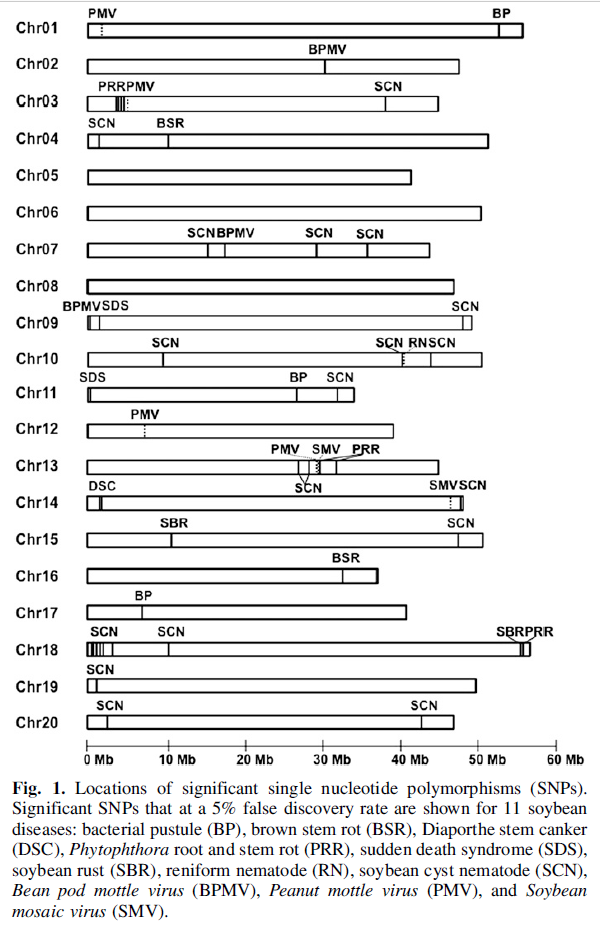 PMV BP
Chr01
BPMV
Chr02
PRRPMV SCN
Chr03
SCN BSR
Chr04
Chr05
Chr06
SCNBPMV SCN SCN
Chr07
Chr08
BPMVSDS SCN
Chr09
SCN SCN RNSCN
Chr10
SDS BP SCN
Chr11
PMV
Chr12
PMV SMV PRR
Chr13
SCN
DSC SMVSCN
Chr14
SBR SCN
Chr15
BSR
Chr16
BP
Chr17
SCN SCN SBRPRR
Chr18
SCN
Chr19
SCN SCN
Chr20
0 Mb 10 Mb 20 Mb 30 Mb 40 Mb 50 Mb 60 Mb
Fig. 1. Locations of significant single nucleotide polymorphisms (SNPs).
Significant SNPs that at a 5% false discovery rate are shown for 11 soybean
diseases: bacterial pustule (BP), brown stem rot (BSR), Diaporthe stem canker
(DSC), Phytophthora root and stem rot (PRR), sudden death syndrome (SDS),
soybean rust (SBR), reniform nematode (RN), soybean cyst nematode (SCN),
Bean pod mottle virus (BPMV), Peanut mottle virus (PMV), and Soybean
mosaic virus (SMV).